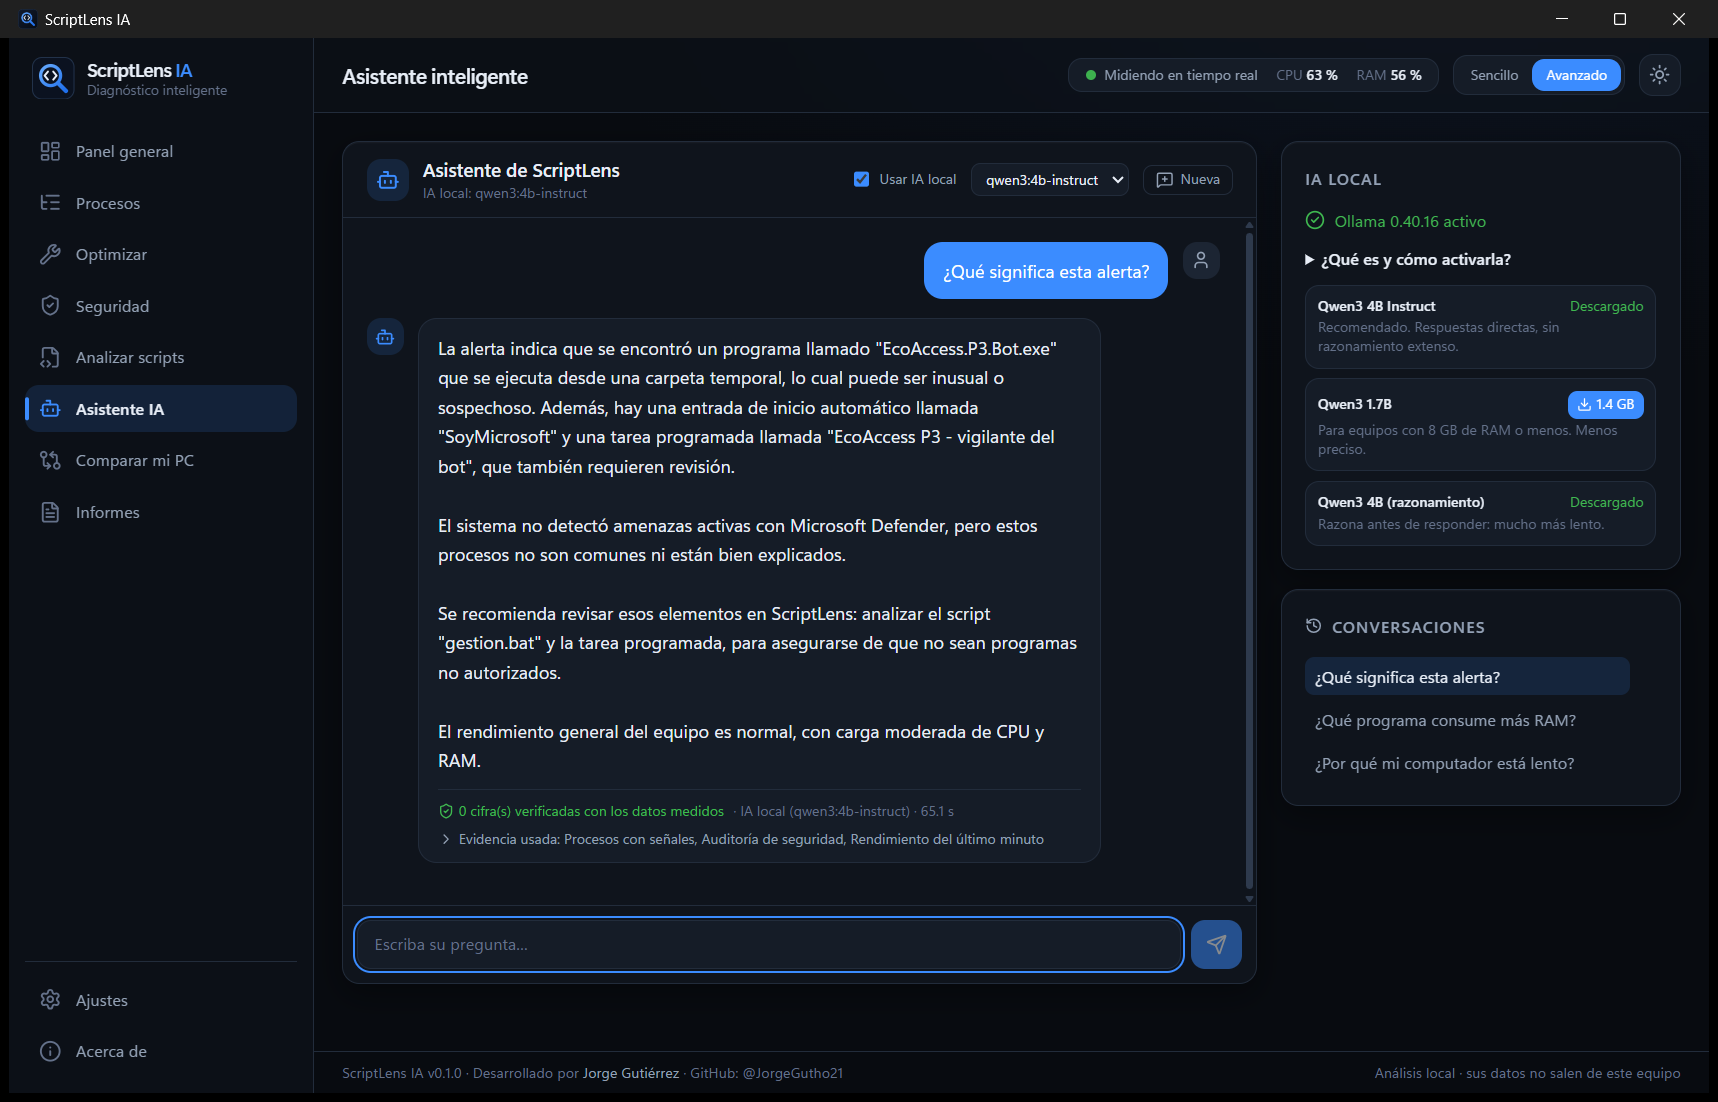 ScriptLens IA
ScriptLens IA
Diagnóstico inteligente
Panel general
Procesos
Optimizar
Seguridad
Analizar scripts
Asistente IA
Comparar mi PC
Informes
Ajustes
Acerca de
Asistente inteligente
Midiendo en tiempo real CPU 63 % RAM 56 %
Sencillo Avanzado
Asistente de ScriptLens
IA local: qwen3:4b-instruct
Usar IA local
qwen3:4b-instruct
Nueva
¿Qué significa esta alerta?
La alerta indica que se encontró un programa llamado "EcoAccess.P3.Bot.exe"
que se ejecuta desde una carpeta temporal, lo cual puede ser inusual o
sospechoso. Además, hay una entrada de inicio automático llamada
"SoyMicrosoft" y una tarea programada llamada "EcoAccess P3 - vigilante del
bot", que también requieren revisión.
El sistema no detectó amenazas activas con Microsoft Defender, pero estos
procesos no son comunes ni están bien explicados.
Se recomienda revisar esos elementos en ScriptLens: analizar el script
"gestion.bat" y la tarea programada, para asegurarse de que no sean programas
no autorizados.
El rendimiento general del equipo es normal, con carga moderada de CPU y
RAM.
0 cifra(s) verificadas con los datos medidos · IA local (qwen3:4b-instruct) · 65.1 s
Evidencia usada: Procesos con señales, Auditoría de seguridad, Rendimiento del último minuto
Escriba su pregunta...
IA LOCAL
Ollama 0.40.16 activo
¿Qué es y cómo activarla?
Qwen3 4B Instruct Descargado
Recomendado. Respuestas directas, sin
razonamiento extenso.
Qwen3 1.7B 1.4 GB
Para equipos con 8 GB de RAM o menos. Menos
preciso.
Qwen3 4B (razonamiento) Descargado
Razona antes de responder: mucho más lento.
CONVERSACIONES
¿Qué significa esta alerta?
¿Qué programa consume más RAM?
¿Por qué mi computador está lento?
ScriptLens IA v0.1.0 · Desarrollado por Jorge Gutiérrez · GitHub: @JorgeGutho21
Análisis local · sus datos no salen de este equipo